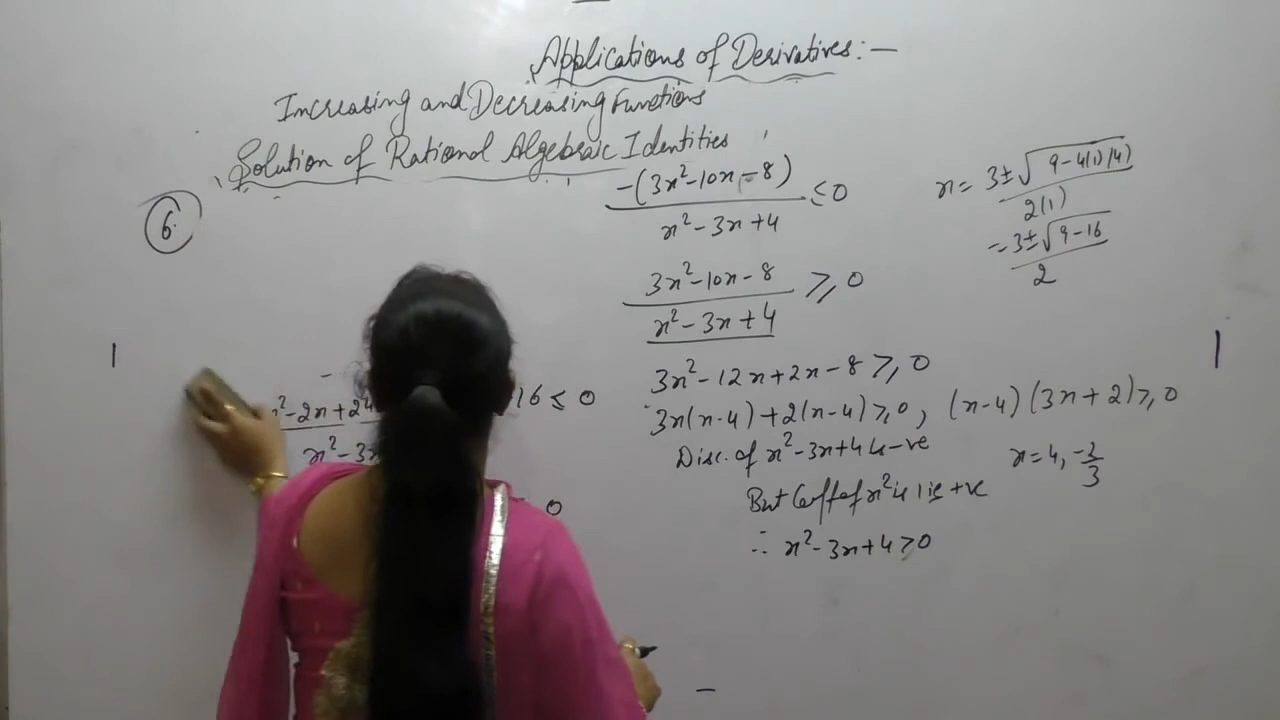 Applications of Derivatives:-
Increasing and Decreasing Functions
Solution of Rational Algebraic Identities
6.
-(3x²-10x-8) / x²-3x+4 ≤ 0
3x²-10x-8 / x²-3x+4 ≥ 0
3x²-12x+2x-8 ≥ 0
3x(x-4)+2(x-4) ≥ 0, (x-4)(3x+2) ≥ 0
Disc. of x²-3x+4 is -ve
x=4, -2/3
But Coeff of x² is 1 is +ve
∴ x²-3x+4>0
x = 3±√9-4(1)(4) / 2(1)
= 3±√9-16 / 2
x²-2x+24
16 ≤ 0
x²-3x
0